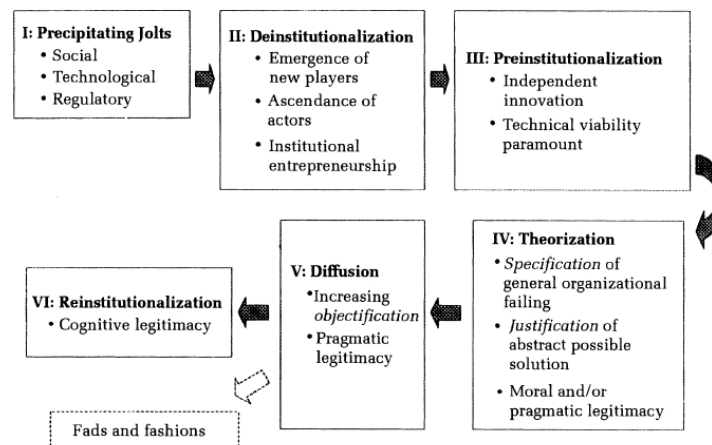 I: Precipitating Jolts
• Social
• Technological
• Regulatory
II: Deinstitutionalization
• Emergence of
new players
• Ascendance of
actors
• Institutional
entrepreneurship
III: Preinstitutionalization
• Independent
innovation
• Technical viability
paramount
IV: Theorization
• Specification of
general organizational
failing
• Justification of
abstract possible
solution
• Moral and/or
pragmatic legitimacy
V: Diffusion
•Increasing
objectification
• Pragmatic
legitimacy
VI: Reinstitutionalization
• Cognitive legitimacy
Fads and fashions